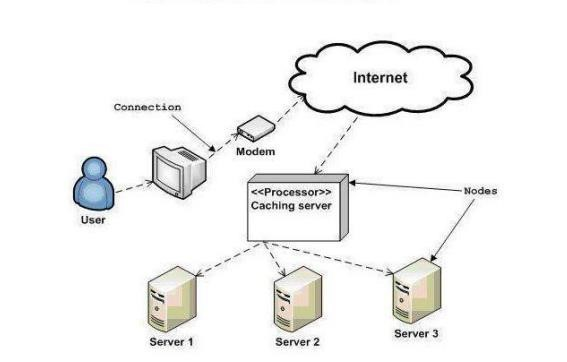 Internet
Connection
Modem
<<Processor>>
Caching server
Nodes
User
Server 1
Server 2
Server 3